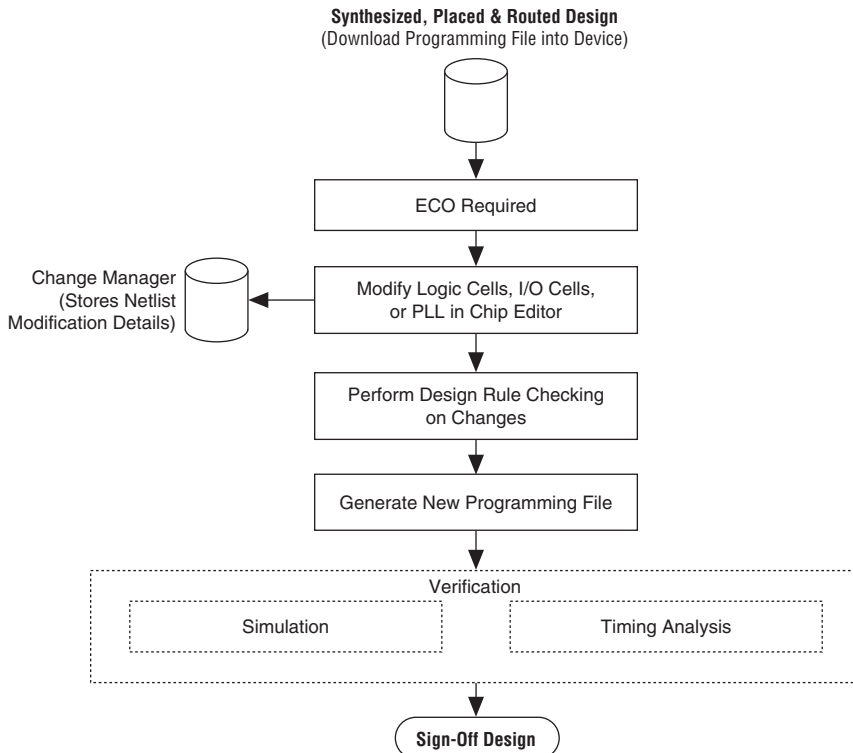 Synthesized, Placed & Routed Design
(Download Programming File into Device)
ECO Required
Change Manager
(Stores Netlist
Modification Details)
Modify Logic Cells, I/O Cells,
or PLL in Chip Editor
Perform Design Rule Checking
on Changes
Generate New Programming File
Verification
Simulation
Timing Analysis
Sign-Off Design